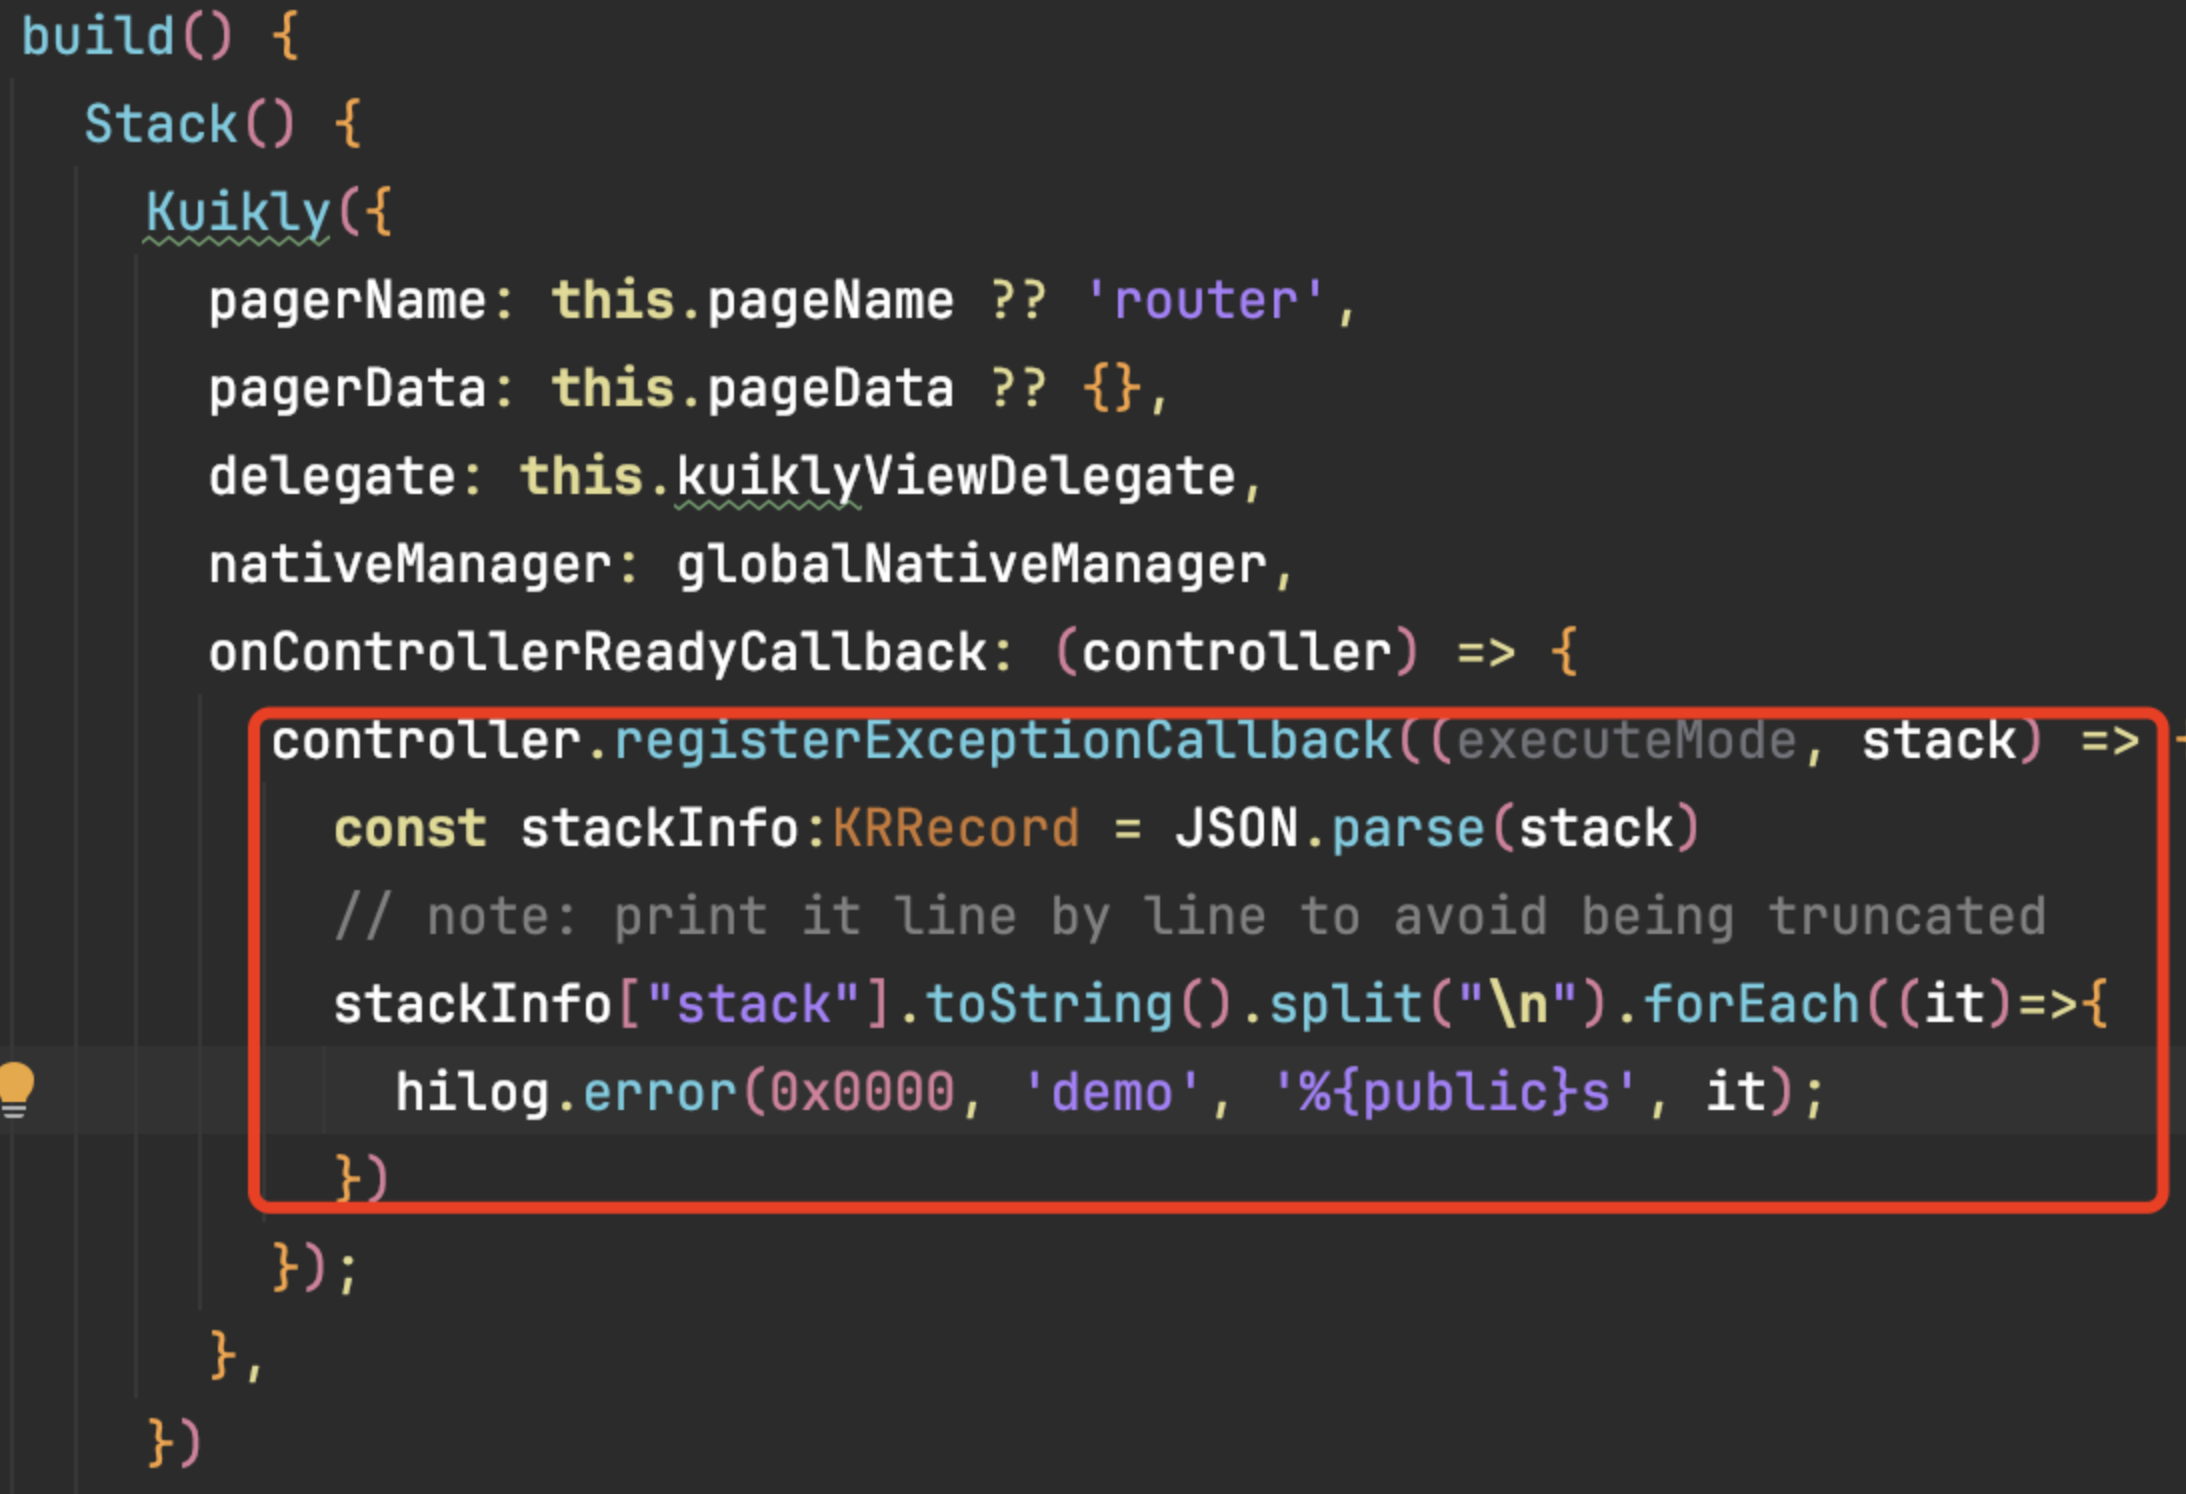 build() {
Stack() {
Kuikly({
pagerName: this.pageName ?? 'router',
pagerData: this.pageData ?? {},
delegate: this.kuiklyViewDelegate,
nativeManager: globalNativeManager,
onControllerReadyCallback: (controller) => {
controller.registerExceptionCallback((executeMode, stack) =>
const stackInfo:KRRecord = JSON.parse(stack)
// note: print it line by line to avoid being truncated
stackInfo["stack"].toString().split("\n").forEach((it)=>{
hilog.error(0x0000, 'demo', '%{public}s', it);
})
});
},
})